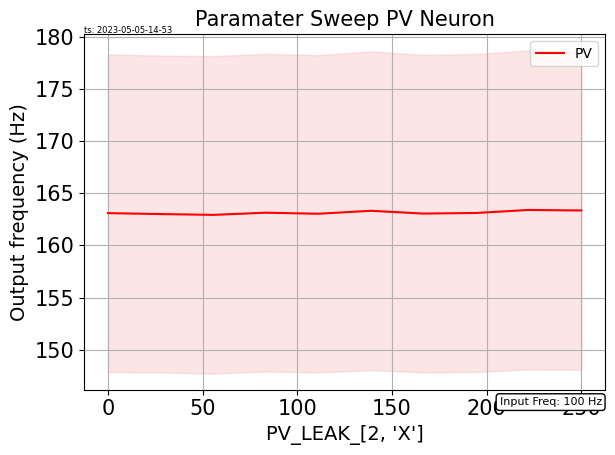 Paramater Sweep PV Neuron
ts: 2023-05-05-14-53
PV
Output frequency (Hz)
180
175
170
165
160
155
150
0 50 100 150 200 250
Input Freq: 100 Hz
PV_LEAK_[2, 'X']